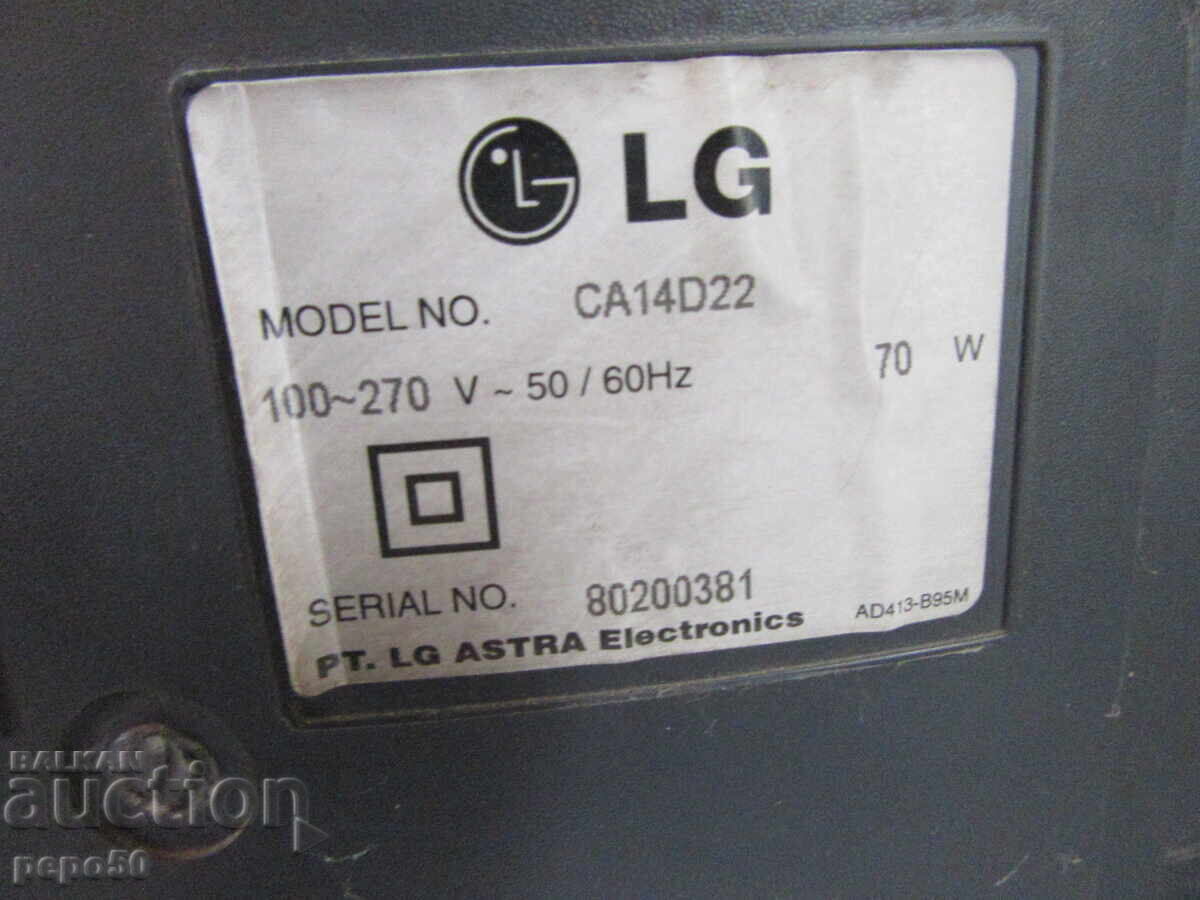 LG
MODEL NO. CA14D22
100~270 V ~ 50 / 60Hz 70 W
SERIAL NO. 80200381
PT. LG ASTRA Electronics AD413-B95M
BALKAN
auction
pepo50